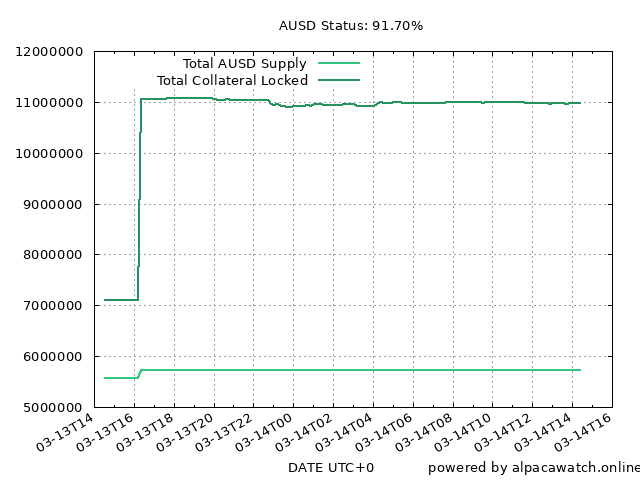 AUSD Status: 91.70%
12000000
11000000
10000000
9000000
8000000
7000000
6000000
5000000
Total AUSD Supply
Total Collateral Locked
03-13T14
03-13T16
03-13T18
03-13T20
03-13T22
03-14T00
03-14T02
03-14T04
03-14T06
03-14T08
03-14T10
03-14T12
03-14T14
03-14T16
DATE UTC+0
powered by alpacawatch.online